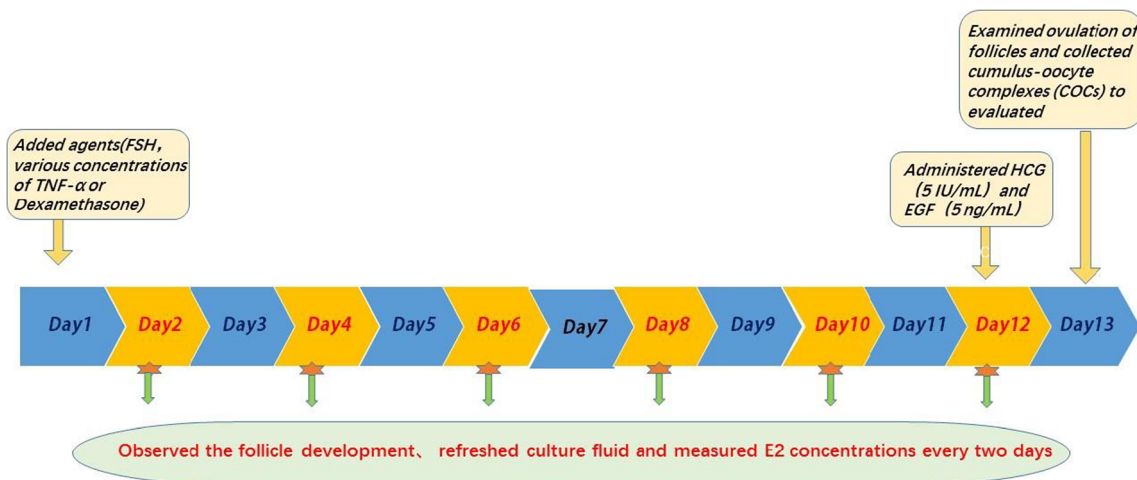 Examined ovulation of
follicles and collected
cumulus-oocyte
complexes (COCs) to
evaluated
Added agents(FSH,
various concentrations
of TNF-α or
Dexamethasone)
Administered HCG
（5 IU/mL）and
EGF（5 ng/mL）
Day1 Day2 Day3 Day4 Day5 Day6 Day7 Day8 Day9 Day10 Day11 Day12 Day13
Observed the follicle development、 refreshed culture fluid and measured E2 concentrations every two days